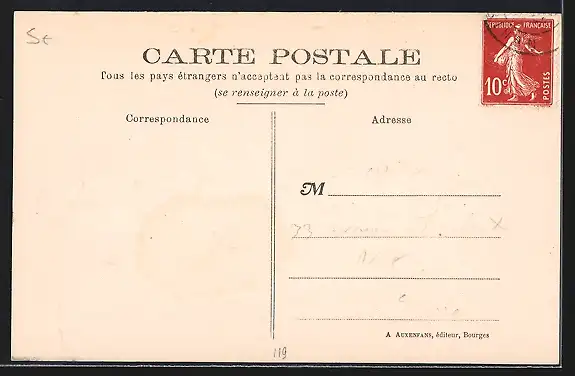 St
REPUBLIQUE FRANÇAISE
CARTE POSTALE
10c
POSTES
Tous les pays étrangers n'acceptent pas la correspondance au recto
(se renseigner à la poste)
Correspondance
Adresse
M
73
A AUXENFANS, éditeur, Bourges
119